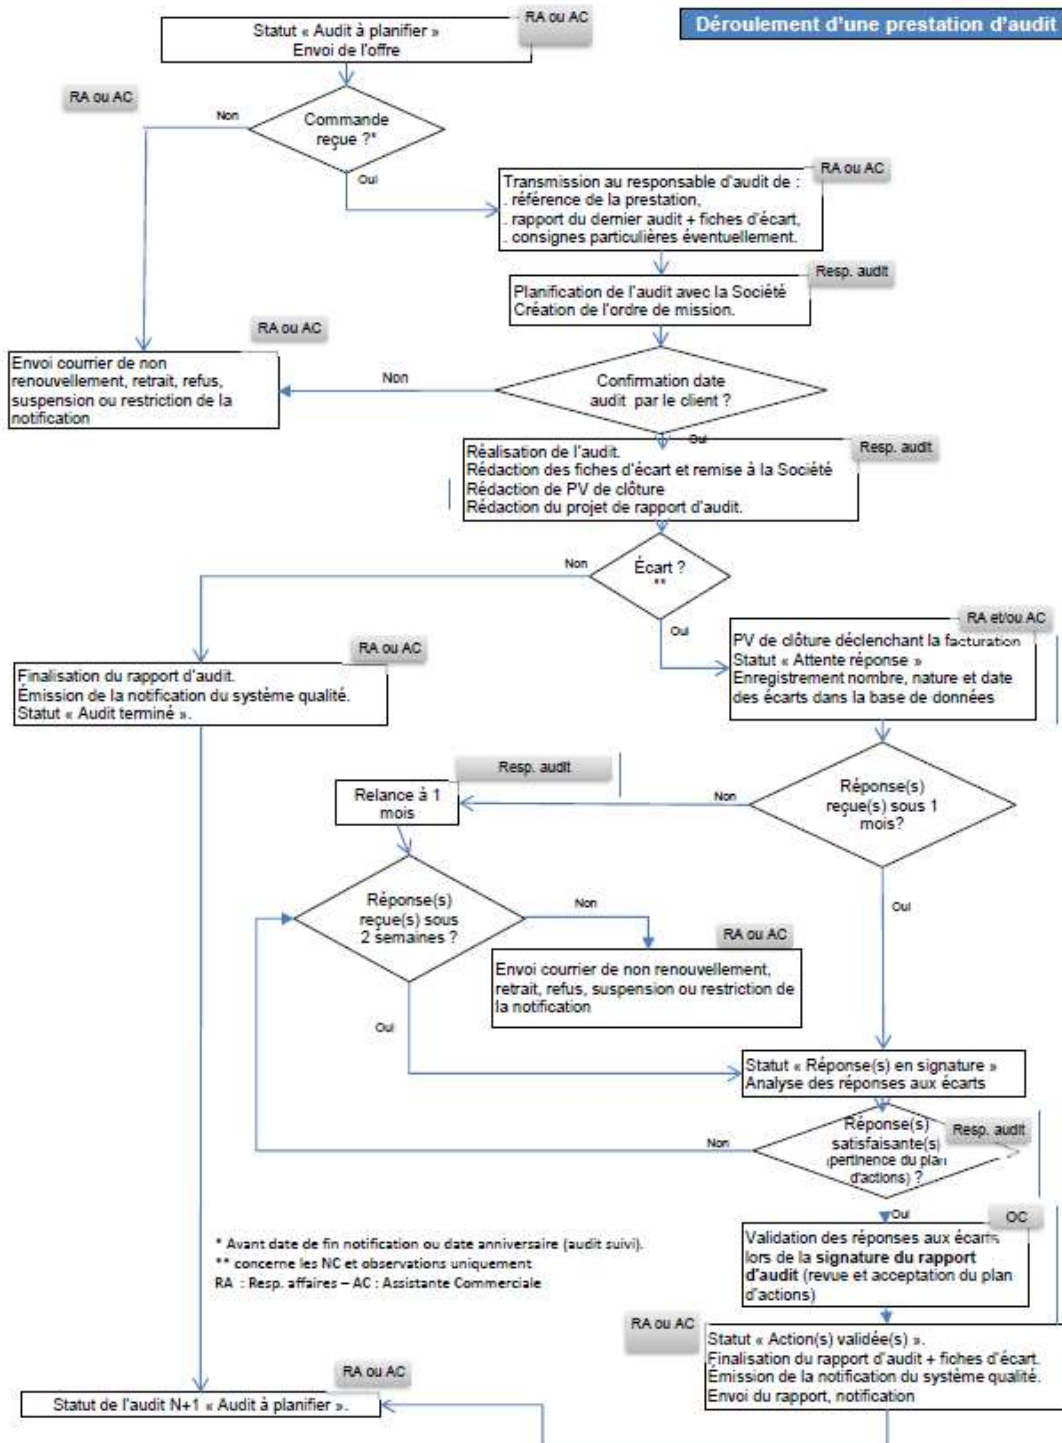 Déroulement d'une prestation d'audit
RA ou AC
Statut « Audit à planifier »
Envoi de l'offre
RA ou AC
Non
Commande
reçue ?*
Oui
RA ou AC
Transmission au responsable d'audit de :
. référence de la prestation,
. rapport du dernier audit + fiches d'écart,
. consignes particulières éventuellement.
Resp. audit
Planification de l'audit avec la Société
Création de l'ordre de mission.
RA ou AC
Envoi courrier de non
renouvellement, retrait, refus,
suspension ou restriction de la
notification
Non
Confirmation date
audit par le client ?
Oui
Resp. audit
Réalisation de l'audit.
Rédaction des fiches d'écart et remise à la Société
Rédaction de PV de clôture
Rédaction du projet de rapport d'audit.
Non
Écart ?
**
Oui
RA et/ou AC
PV de clôture déclenchant la facturation
Statut « Attente réponse »
Enregistrement nombre, nature et date
des écarts dans la base de données
RA ou AC
Finalisation du rapport d'audit.
Émission de la notification du système qualité.
Statut « Audit terminé ».
Resp. audit
Relance à 1
mois
Non
Réponse(s)
reçue(s) sous 1
mois?
Oui
Réponse(s)
reçue(s) sous
2 semaines ?
Non
RA ou AC
Envoi courrier de non renouvellement,
retrait, refus, suspension ou restriction de
la notification
Oui
Statut « Réponse(s) en signature »
Analyse des réponses aux écarts
Non
Réponse(s)
satisfaisante(s)
(pertinence du plan
d'actions) ?
Resp. audit
Oui
OC
Validation des réponses aux écarts
lors de la signature du rapport
d'audit (revue et acceptation du plan
d'actions)
* Avant date de fin notification ou date anniversaire (audit suivi).
** concerne les NC et observations uniquement
RA : Resp. affaires – AC : Assistante Commerciale
RA ou AC
Statut « Action(s) validée(s) ».
Finalisation du rapport d'audit + fiches d'écart.
Émission de la notification du système qualité.
Envoi du rapport, notification
RA ou AC
Statut de l'audit N+1 « Audit à planifier ».